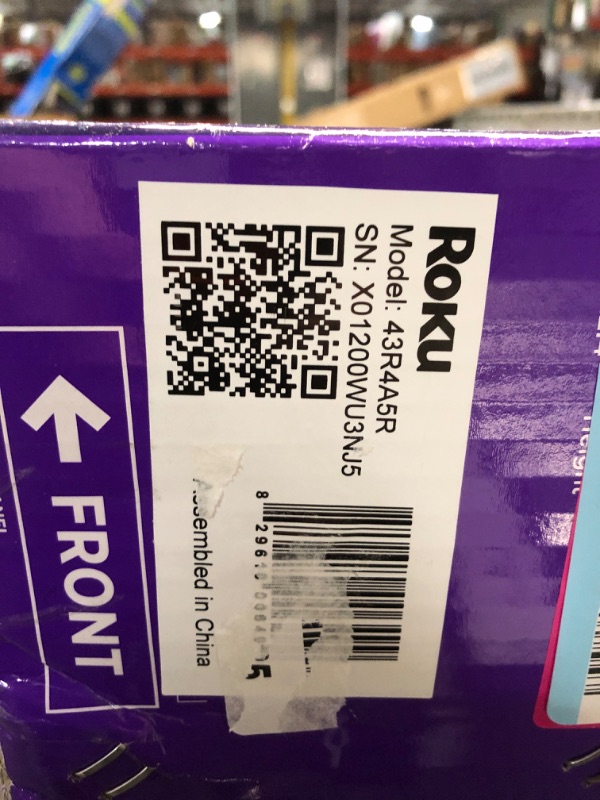 Roku
Model: 43R4A5R
SN: X01200WU3NJ5
Assembled in China
FRONT